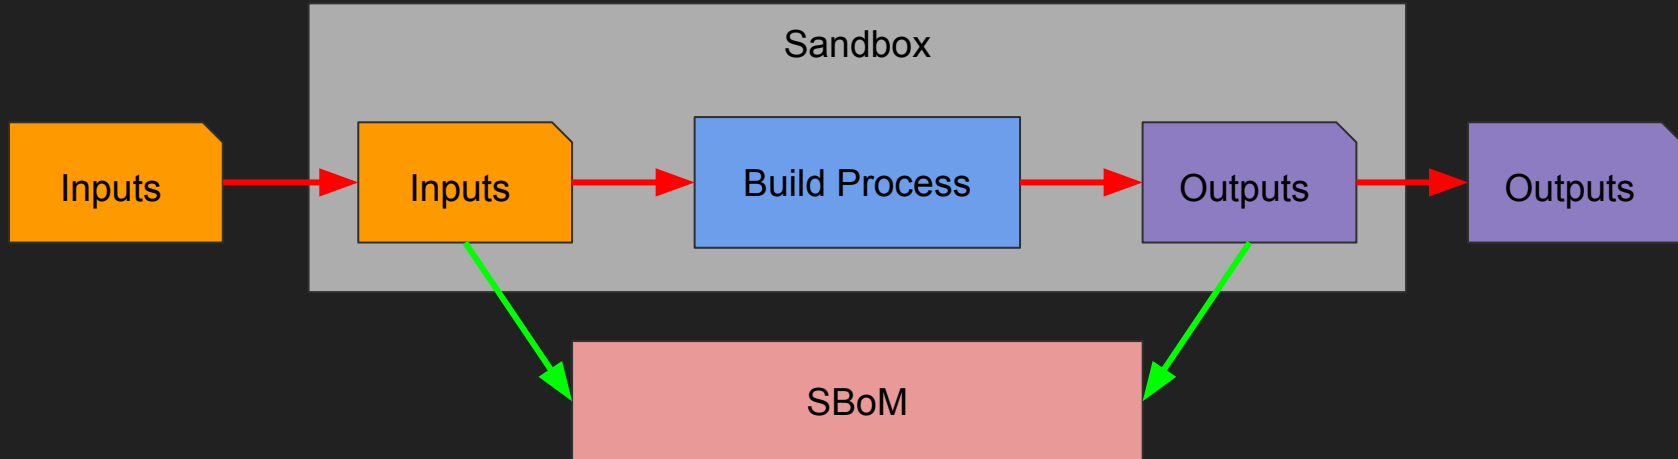 Sandbox
Inputs
Inputs
Build Process
Outputs
Outputs
SBoM